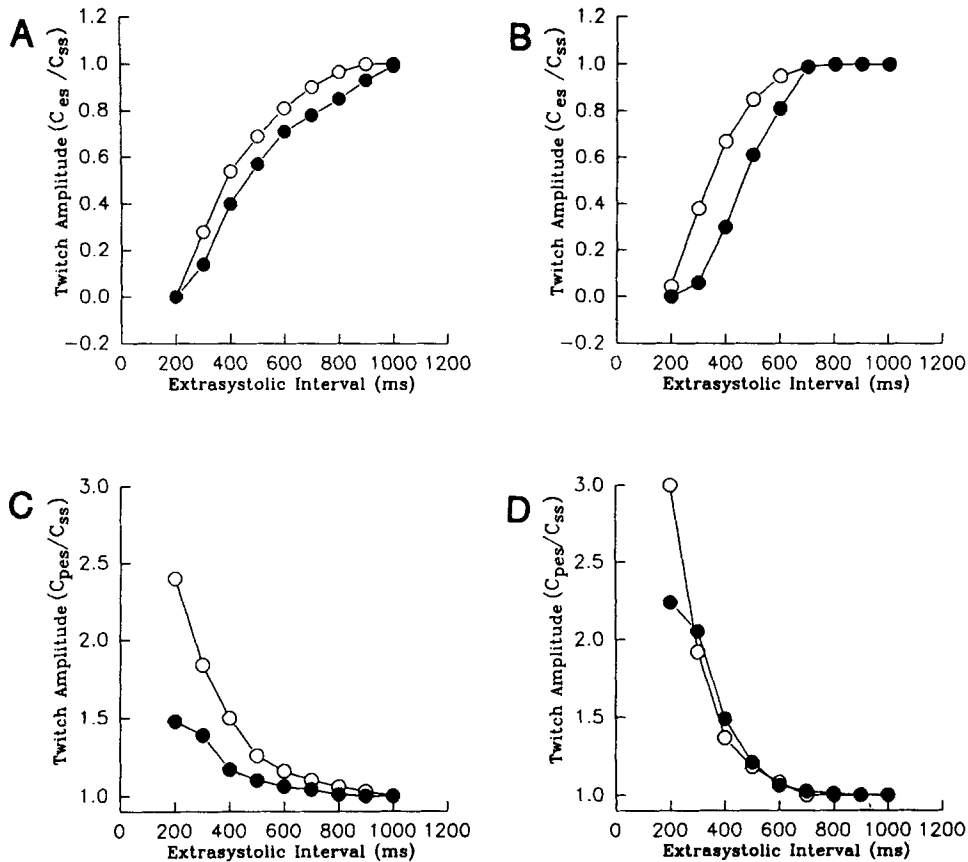 A
Twitch Amplitude (C es /C ss)
1.2
1.0
0.8
0.6
0.4
0.2
0.0
−0.2
0 200 400 600 800 1000 1200
Extrasystolic Interval (ms)
B
Twitch Amplitude (C es /C ss)
1.2
1.0
0.8
0.6
0.4
0.2
0.0
−0.2
0 200 400 600 800 1000 1200
Extrasystolic Interval (ms)
C
Twitch Amplitude (Cpes/Css)
3.0
2.5
2.0
1.5
1.0
0 200 400 600 800 1000 1200
Extrasystolic Interval (ms)
D
Twitch Amplitude (Cpes/Css)
3.0
2.5
2.0
1.5
1.0
0 200 400 600 800 1000 1200
Extrasystolic Interval (ms)